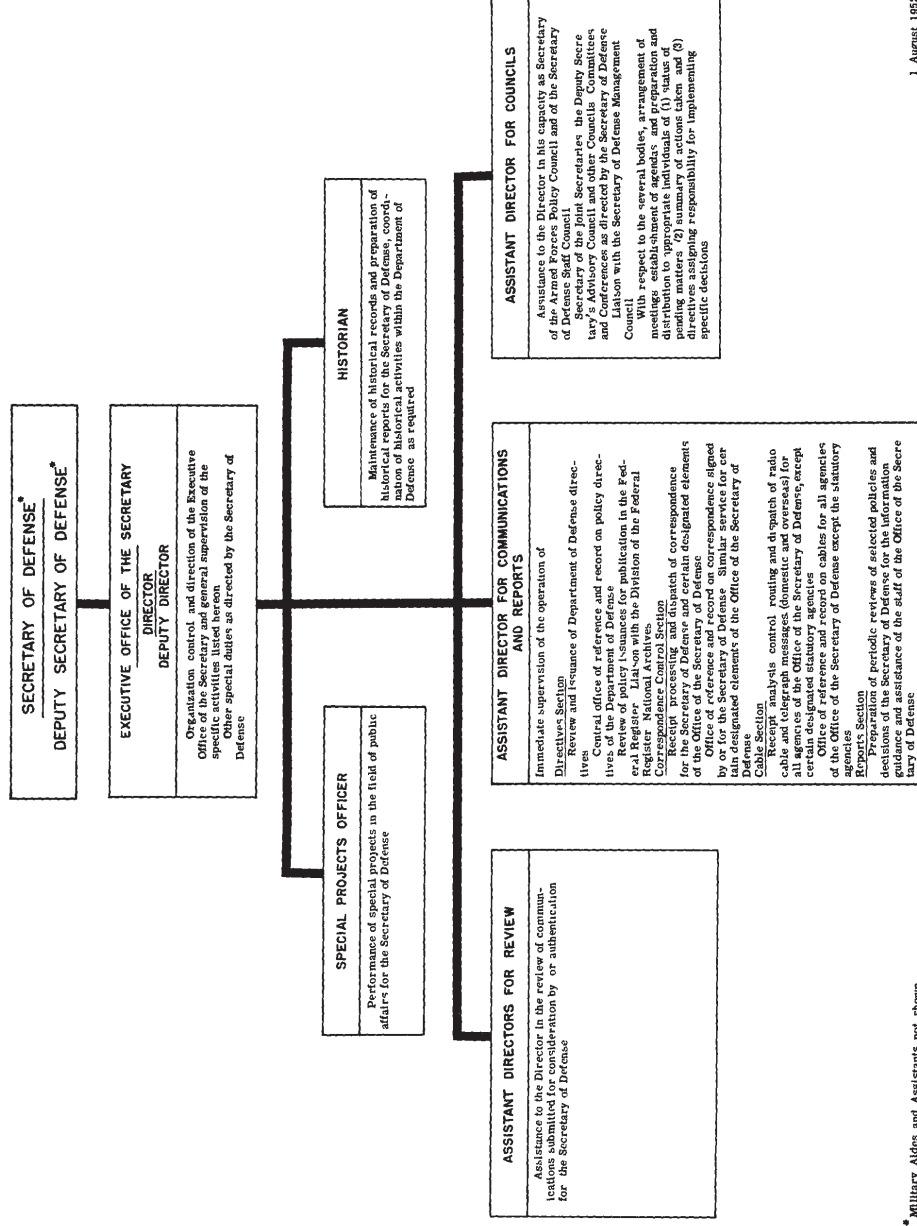 SECRETARY OF DEFENSE*
DEPUTY SECRETARY OF DEFENSE*
EXECUTIVE OFFICE OF THE SECRETARY
DIRECTOR
DEPUTY DIRECTOR
Organization control and direction of the Executive
Office of the Secretary and general supervision of the
specific activities listed hereon
Other special duties as directed by the Secretary of
Defense
SPECIAL PROJECTS OFFICER
Performance of special projects in the field of public
affairs for the Secretary of Defense
HISTORIAN
Maintenance of historical records and preparation of
historical reports for the Secretary of Defense, coordi-
nation of historical activities within the Department of
Defense as required
ASSISTANT DIRECTORS FOR REVIEW
Assistance to the Director in the review of commun-
ications submitted for consideration by or authentication
for the Secretary of Defense
ASSISTANT DIRECTOR FOR COMMUNICATIONS
AND REPORTS
Immediate supervision of the operation of
Directives Section
Review and issuance of Department of Defense direc-
tives
Central office of reference and record on policy direc-
tives of the Department of Defense
Review of policy issuances for publication in the Fed-
eral Register Liaison with the Division of the Federal
Register National Archives
Correspondence Control Section
Receipt processing and dispatch of correspondence
for the Secretary of Defense and certain designated elements
of the Office of the Secretary of Defense
Office of reference and record on correspondence signed
by or for the Secretary of Defense Similar service for cer
tain designated elements of the Office of the Secretary of
Defense
Cable Section
Receipt analysis control routing and dispatch of radio
cable and telegraph messages (domestic and overseas) for
all agencies of the Office of the Secretary of Defense, except
certain designated statutory agencies
Office of reference and record on cables for all agencies
of the Office of the Secretary of Defense except the statutory
agencies
Reports Section
Preparation of periodic reviews of selected policies and
decisions of the Secretary of Defense for the information
guidance and assistance of the staff of the Office of the Secre
tary of Defense
ASSISTANT DIRECTOR FOR COUNCILS
Assistance to the Director in his capacity as Secretary
of the Armed Forces Policy Council and of the Secretary
of Defense Staff Council
Secretary of the Joint Secretaries the Deputy Secre
tary's Advisory Council and other Councils Committees
and Conferences as directed by the Secretary of Defense
Liaison with the Secretary of Defense Management
Council
With respect to the several bodies, arrangement of
meetings establishment of agendas and preparation and
distribution to appropriate individuals of (1) status of
pending matters (2) summary of actions taken and (3)
directives assigning responsibility for implementing
specific decisions
* Military Aides and Assistants not shown
1 August 195